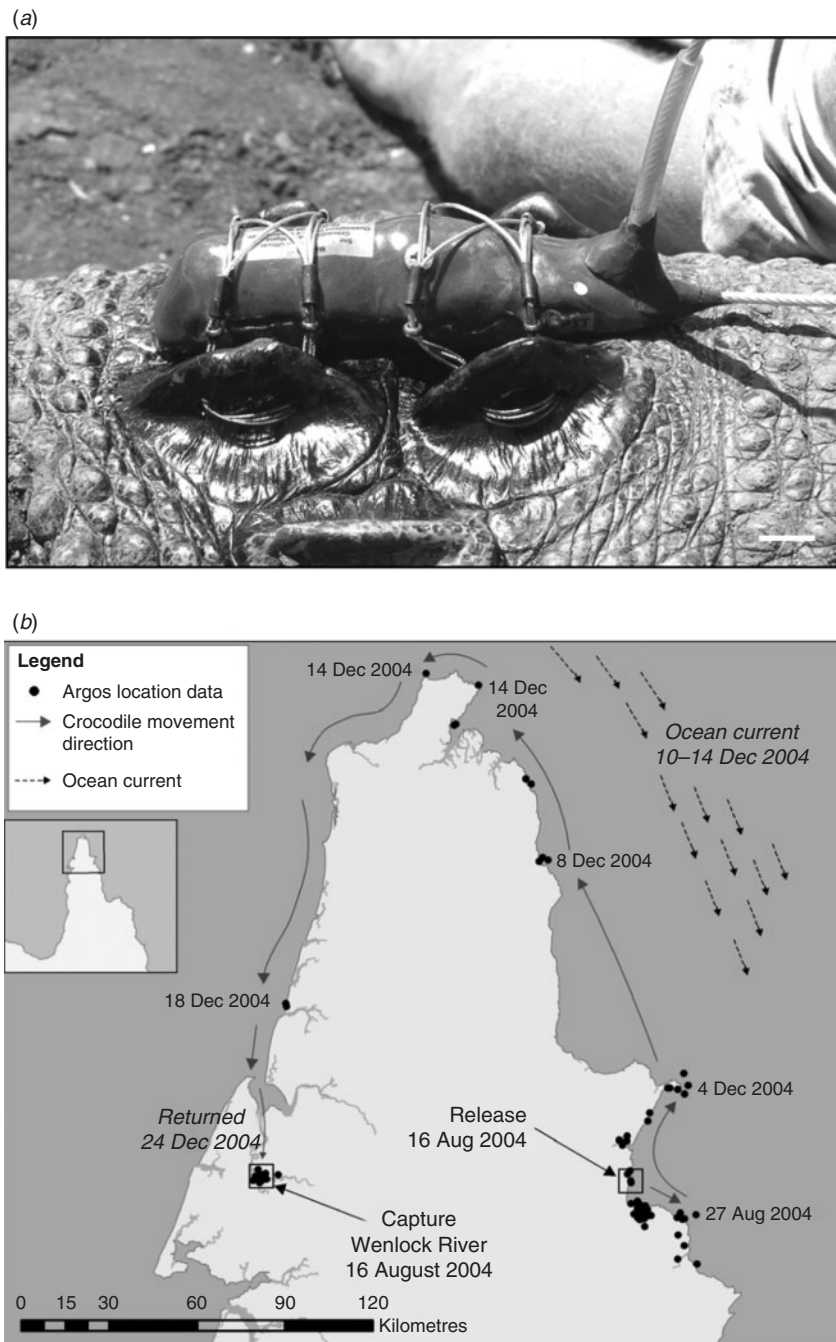 (a)
PTT
(b)
Legend
Argos location data
Crocodile movement
direction
Ocean current
14 Dec 2004
14 Dec
2004
Ocean current
10–14 Dec 2004
8 Dec 2004
18 Dec 2004
4 Dec 2004
Returned
24 Dec 2004
Release
16 Aug 2004
27 Aug 2004
Capture
Wenlock River
16 August 2004
0 15 30 60 90 120
Kilometres